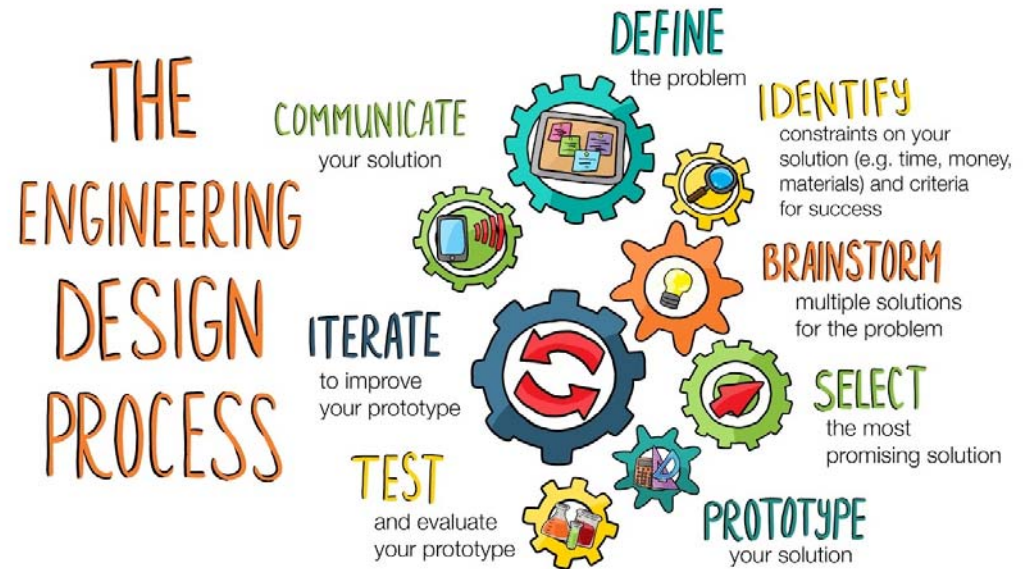 THE
ENGINEERING
DESIGN
PROCESS
DEFINE
the problem
IDENTIFY
constraints on your
solution (e.g. time, money,
materials) and criteria
for success
BRAINSTORM
multiple solutions
for the problem
SELECT
the most
promising solution
PROTOTYPE
your solution
TEST
and evaluate
your prototype
ITERATE
to improve
your prototype
COMMUNICATE
your solution